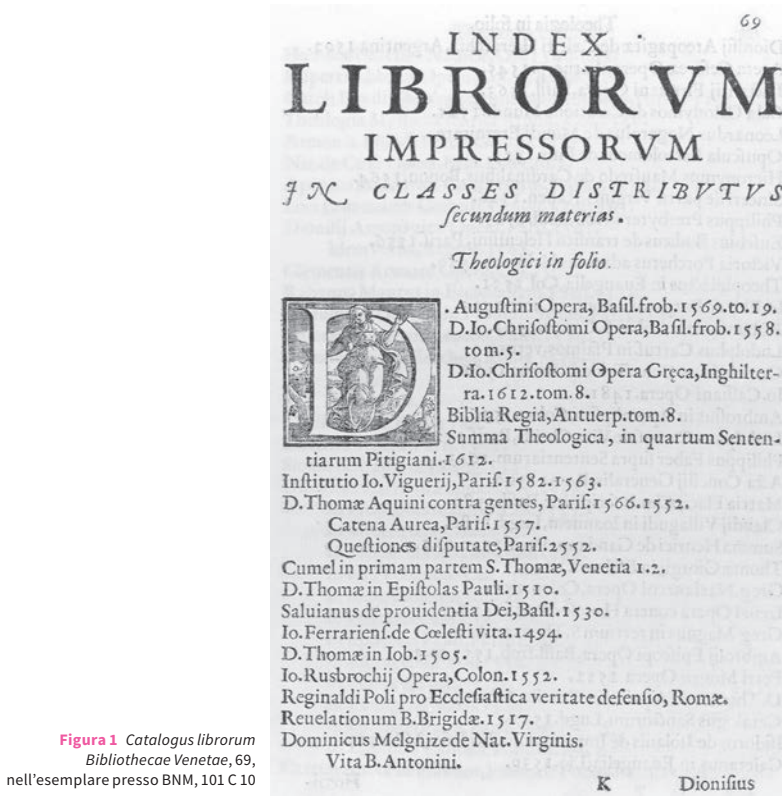 69
INDEX
LIBRORVM
IMPRESSORVM
IN CLASSES DISTRIBVTVS
ſecundum materias.
Theologici in folio.
D. Auguſtini Opera, Baſil.frob.1569.to.19.
D.Io.Chriſoſtomi Opera,Baſil.frob.1558.
tom.5.
D.Io.Chriſoſtomi Opera Gręca,Inghilter-
ra.1612.tom.8.
Biblia Regia,Antuerp.tom.8.
Summa Theologica, in quartum Senten-
tiarum Pitigiani.1612.
Inſtitutio Io.Viguerij,Pariſ.1582.1563.
D.Thomæ Aquini contra gentes, Pariſ.1566.1552.
Catena Aurea,Pariſ.1557.
Queſtiones diſputate,Pariſ.2552.
Cumel in primam partem S.Thomæ,Venetia 1.2.
D.Thomæ in Epiſtolas Pauli.1510.
Saluianus de prouidentia Dei,Baſil.1530.
Io.Ferrarienſ.de Cœleſti vita.1494.
D.Thomæ in Iob.1505.
Io.Rusbrochij Opera,Colon.1552.
Reginaldi Poli pro Eccleſiaſtica veritate defenſio, Romæ.
Reuelationum B.Brigidæ.1517.
Dominicus Melgnize de Nat.Virginis.
Vita B.Antonini.
K Dioniſius
Figura 1 Catalogus librorum
Bibliothecae Venetae, 69,
nell'esemplare presso BNM, 101 C 10